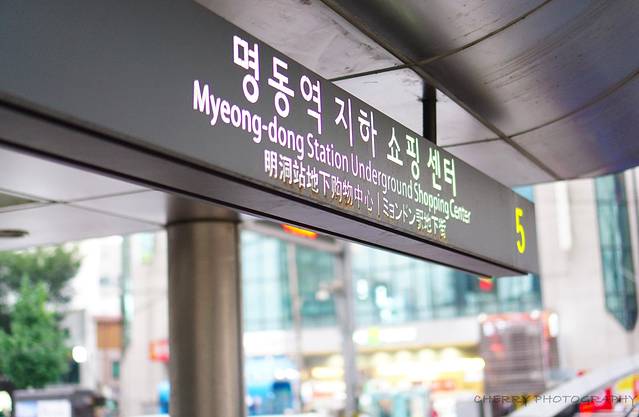 명동역 지하 쇼핑 센터
Myeong-dong Station Underground Shopping Center
明洞站地下购物中心 | ミョンドン駅地下街
5
CHERRY PHOTOGRAPHY